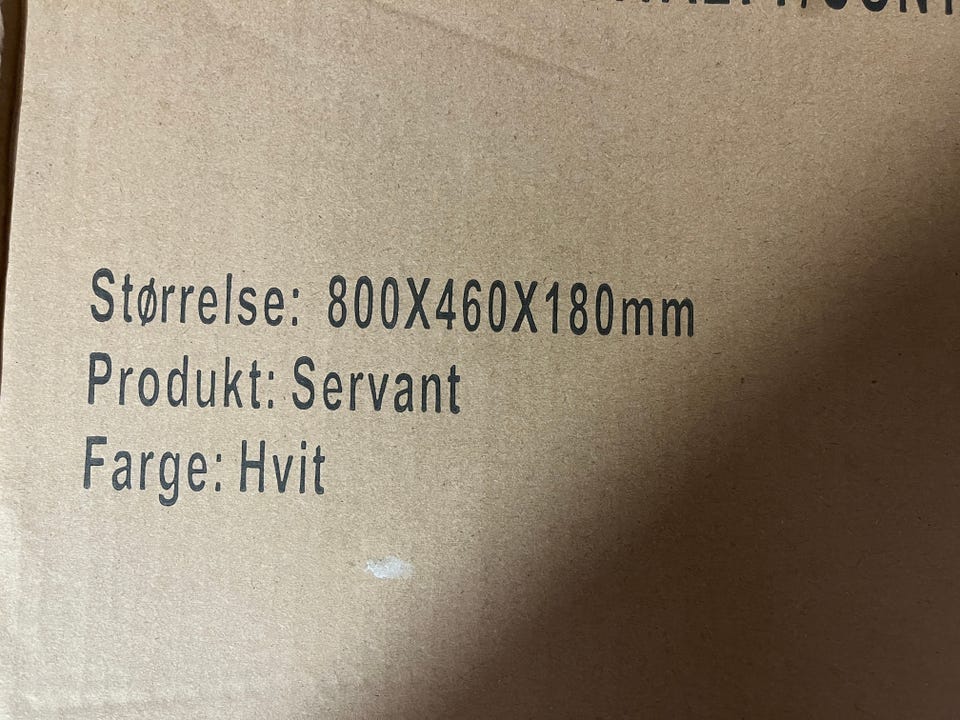 Størrelse: 800X460X180mm
Produkt: Servant
Farge: Hvit